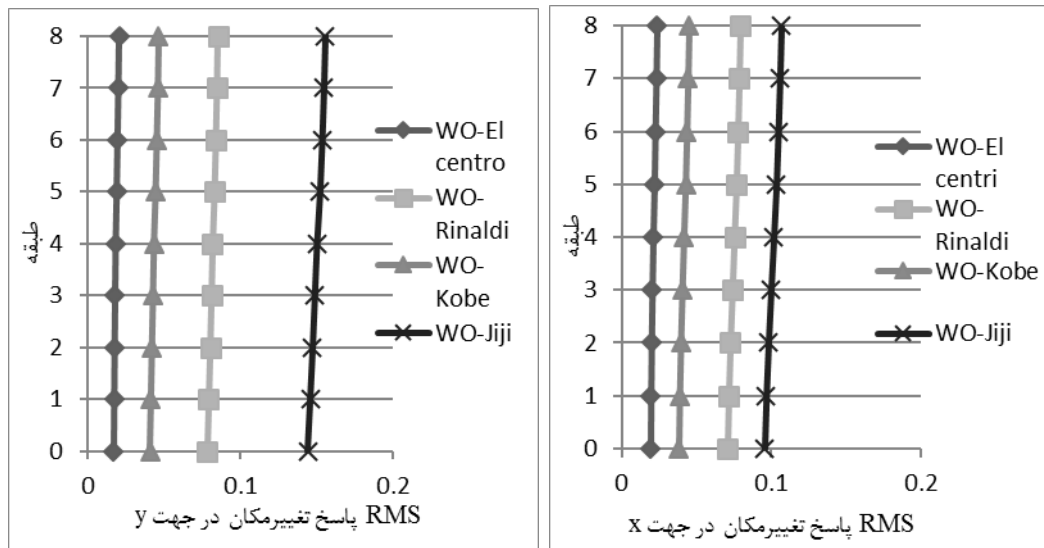 8
7
6
5
4
3
2
1
0
طبقه
0
0.1
0.2
RMS پاسخ تغییرمکان در جهت y
WO-El
centro
WO-
Rinaldi
WO-
Kobe
WO-Jiji
8
7
6
5
4
3
2
1
0
طبقه
0
0.1
0.2
RMS پاسخ تغییرمکان در جهت x
WO-El
centri
WO-
Rinaldi
WO-Kobe
WO-Jiji